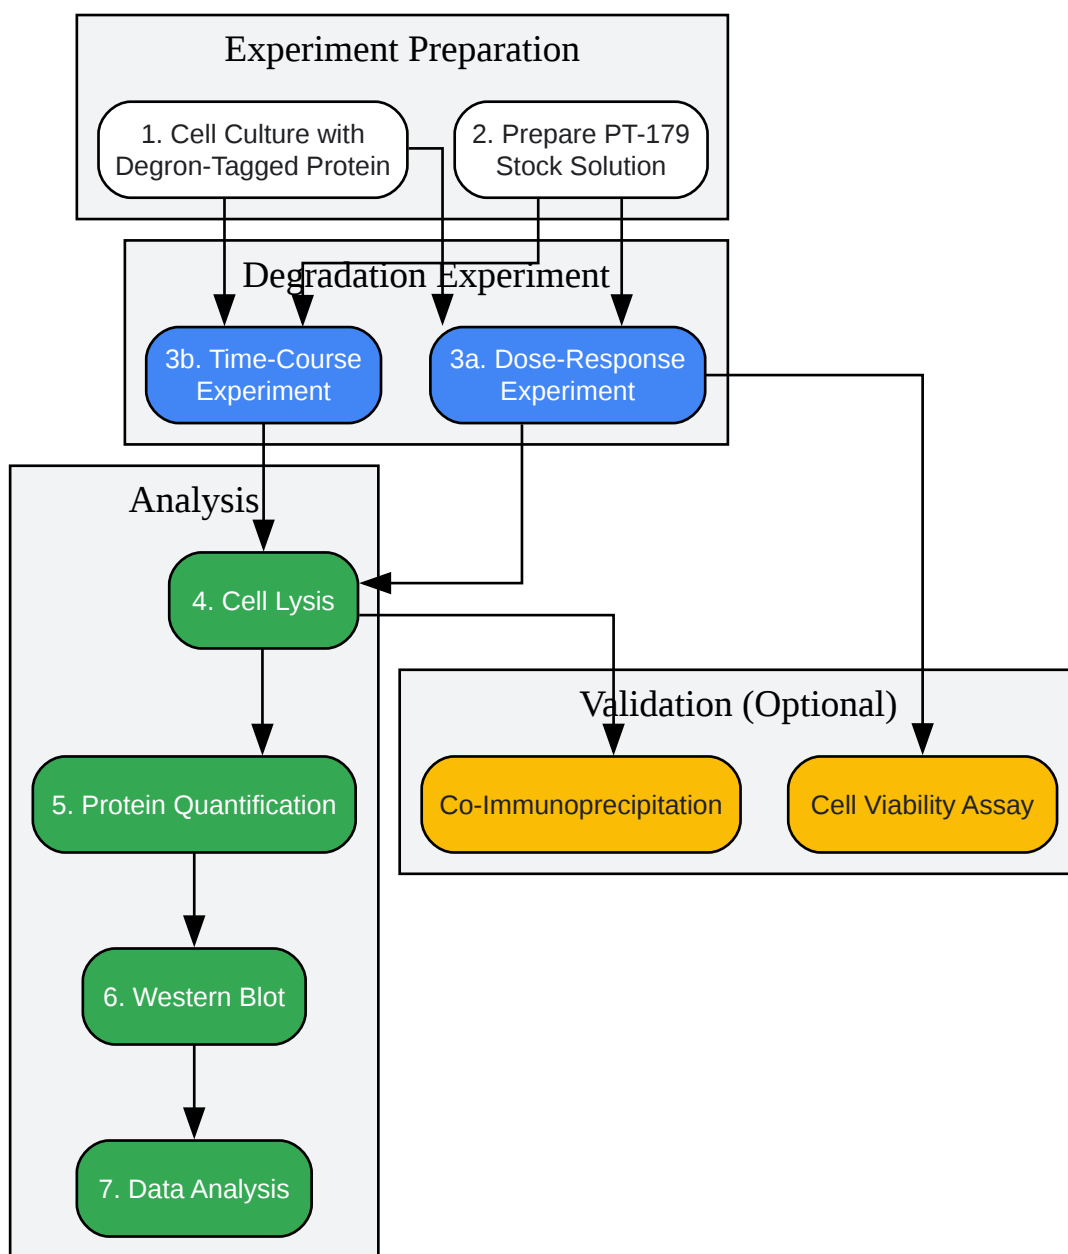 Experiment Preparation
1. Cell Culture with
Degron-Tagged Protein
2. Prepare PT-179
Stock Solution
Degradation Experiment
3b. Time-Course
Experiment
3a. Dose-Response
Experiment
Analysis
4. Cell Lysis
Validation (Optional)
5. Protein Quantification
Co-Immunoprecipitation
Cell Viability Assay
6. Western Blot
7. Data Analysis